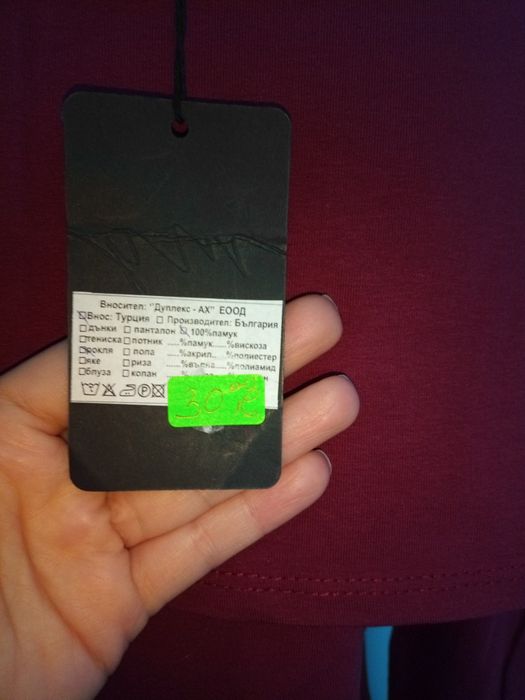 Вносител: "Дуплекс - АХ" ЕООД
Внос: Турция Производител: България
дънки панталон 100%памук
тениска потник ......%памук......%вискоза
рокля пола ......%акрил.. ..%полиестер
яке риза ......%вълна......%полиамид
блуза колан
30